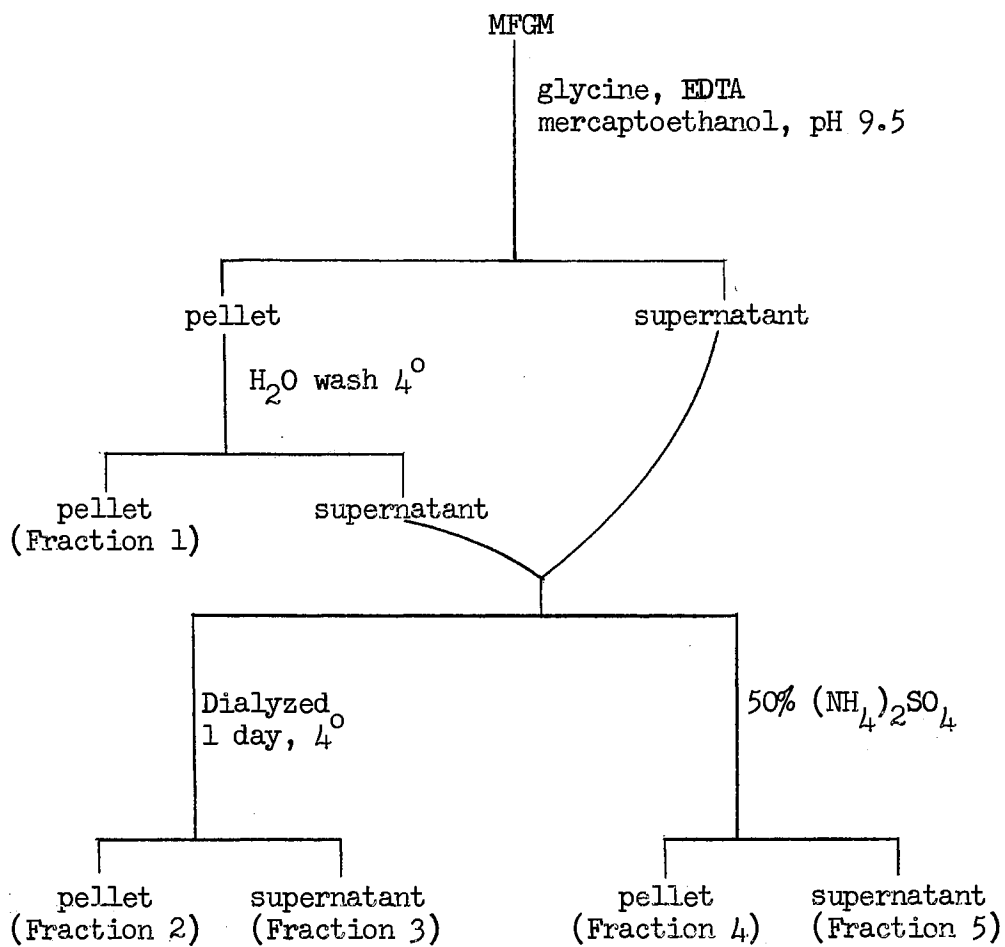 MFGM
glycine, EDTA
mercaptoethanol, pH 9.5
pellet
supernatant
H₂O wash 4°
pellet
(Fraction 1)
supernatant
Dialyzed
1 day, 4°
50% (NH₄)₂SO₄
pellet
(Fraction 2)
supernatant
(Fraction 3)
pellet
(Fraction 4)
supernatant
(Fraction 5)